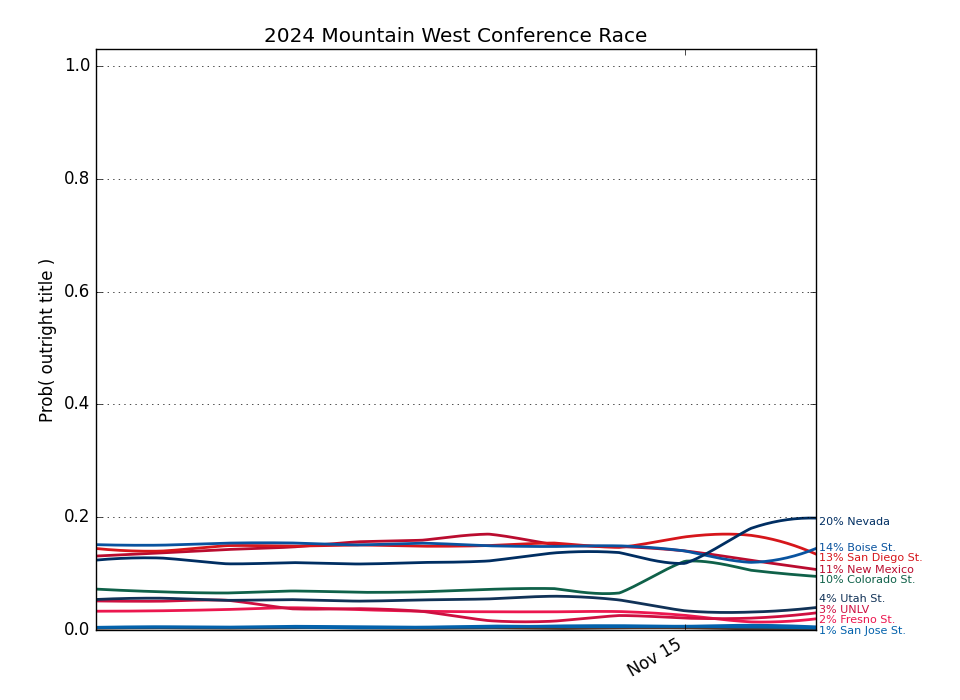 2024 Mountain West Conference Race
Prob( outright title )
1.0
0.8
0.6
0.4
0.2
0.0
Nov 15
20% Nevada
14% Boise St.
13% San Diego St.
11% New Mexico
10% Colorado St.
4% Utah St.
3% UNLV
2% Fresno St.
1% San Jose St.